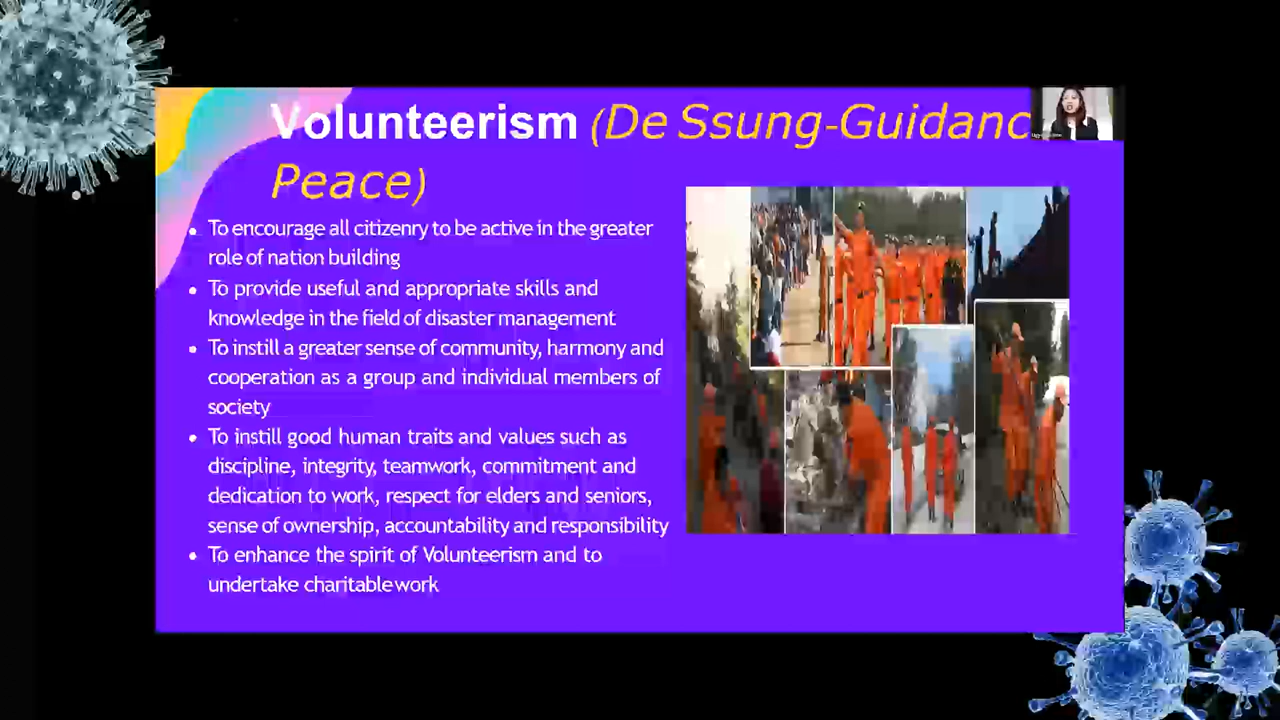 Volunteerism (De Ssung-Guidanc
Peace)
• To encourage all citizenry to be active in the greater
role of nation building
• To provide useful and appropriate skills and
knowledge in the field of disaster management
• To instill a greater sense of community, harmony and
cooperation as a group and individual members of
society
• To instill good human traits and values such as
discipline, integrity, teamwork, commitment and
dedication to work, respect for elders and seniors,
sense of ownership, accountability and responsibility
• To enhance the spirit of Volunteerism and to
undertake charitable work